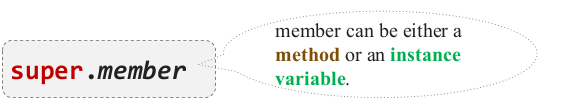 member can be either a
method or an instance
variable.
super.member